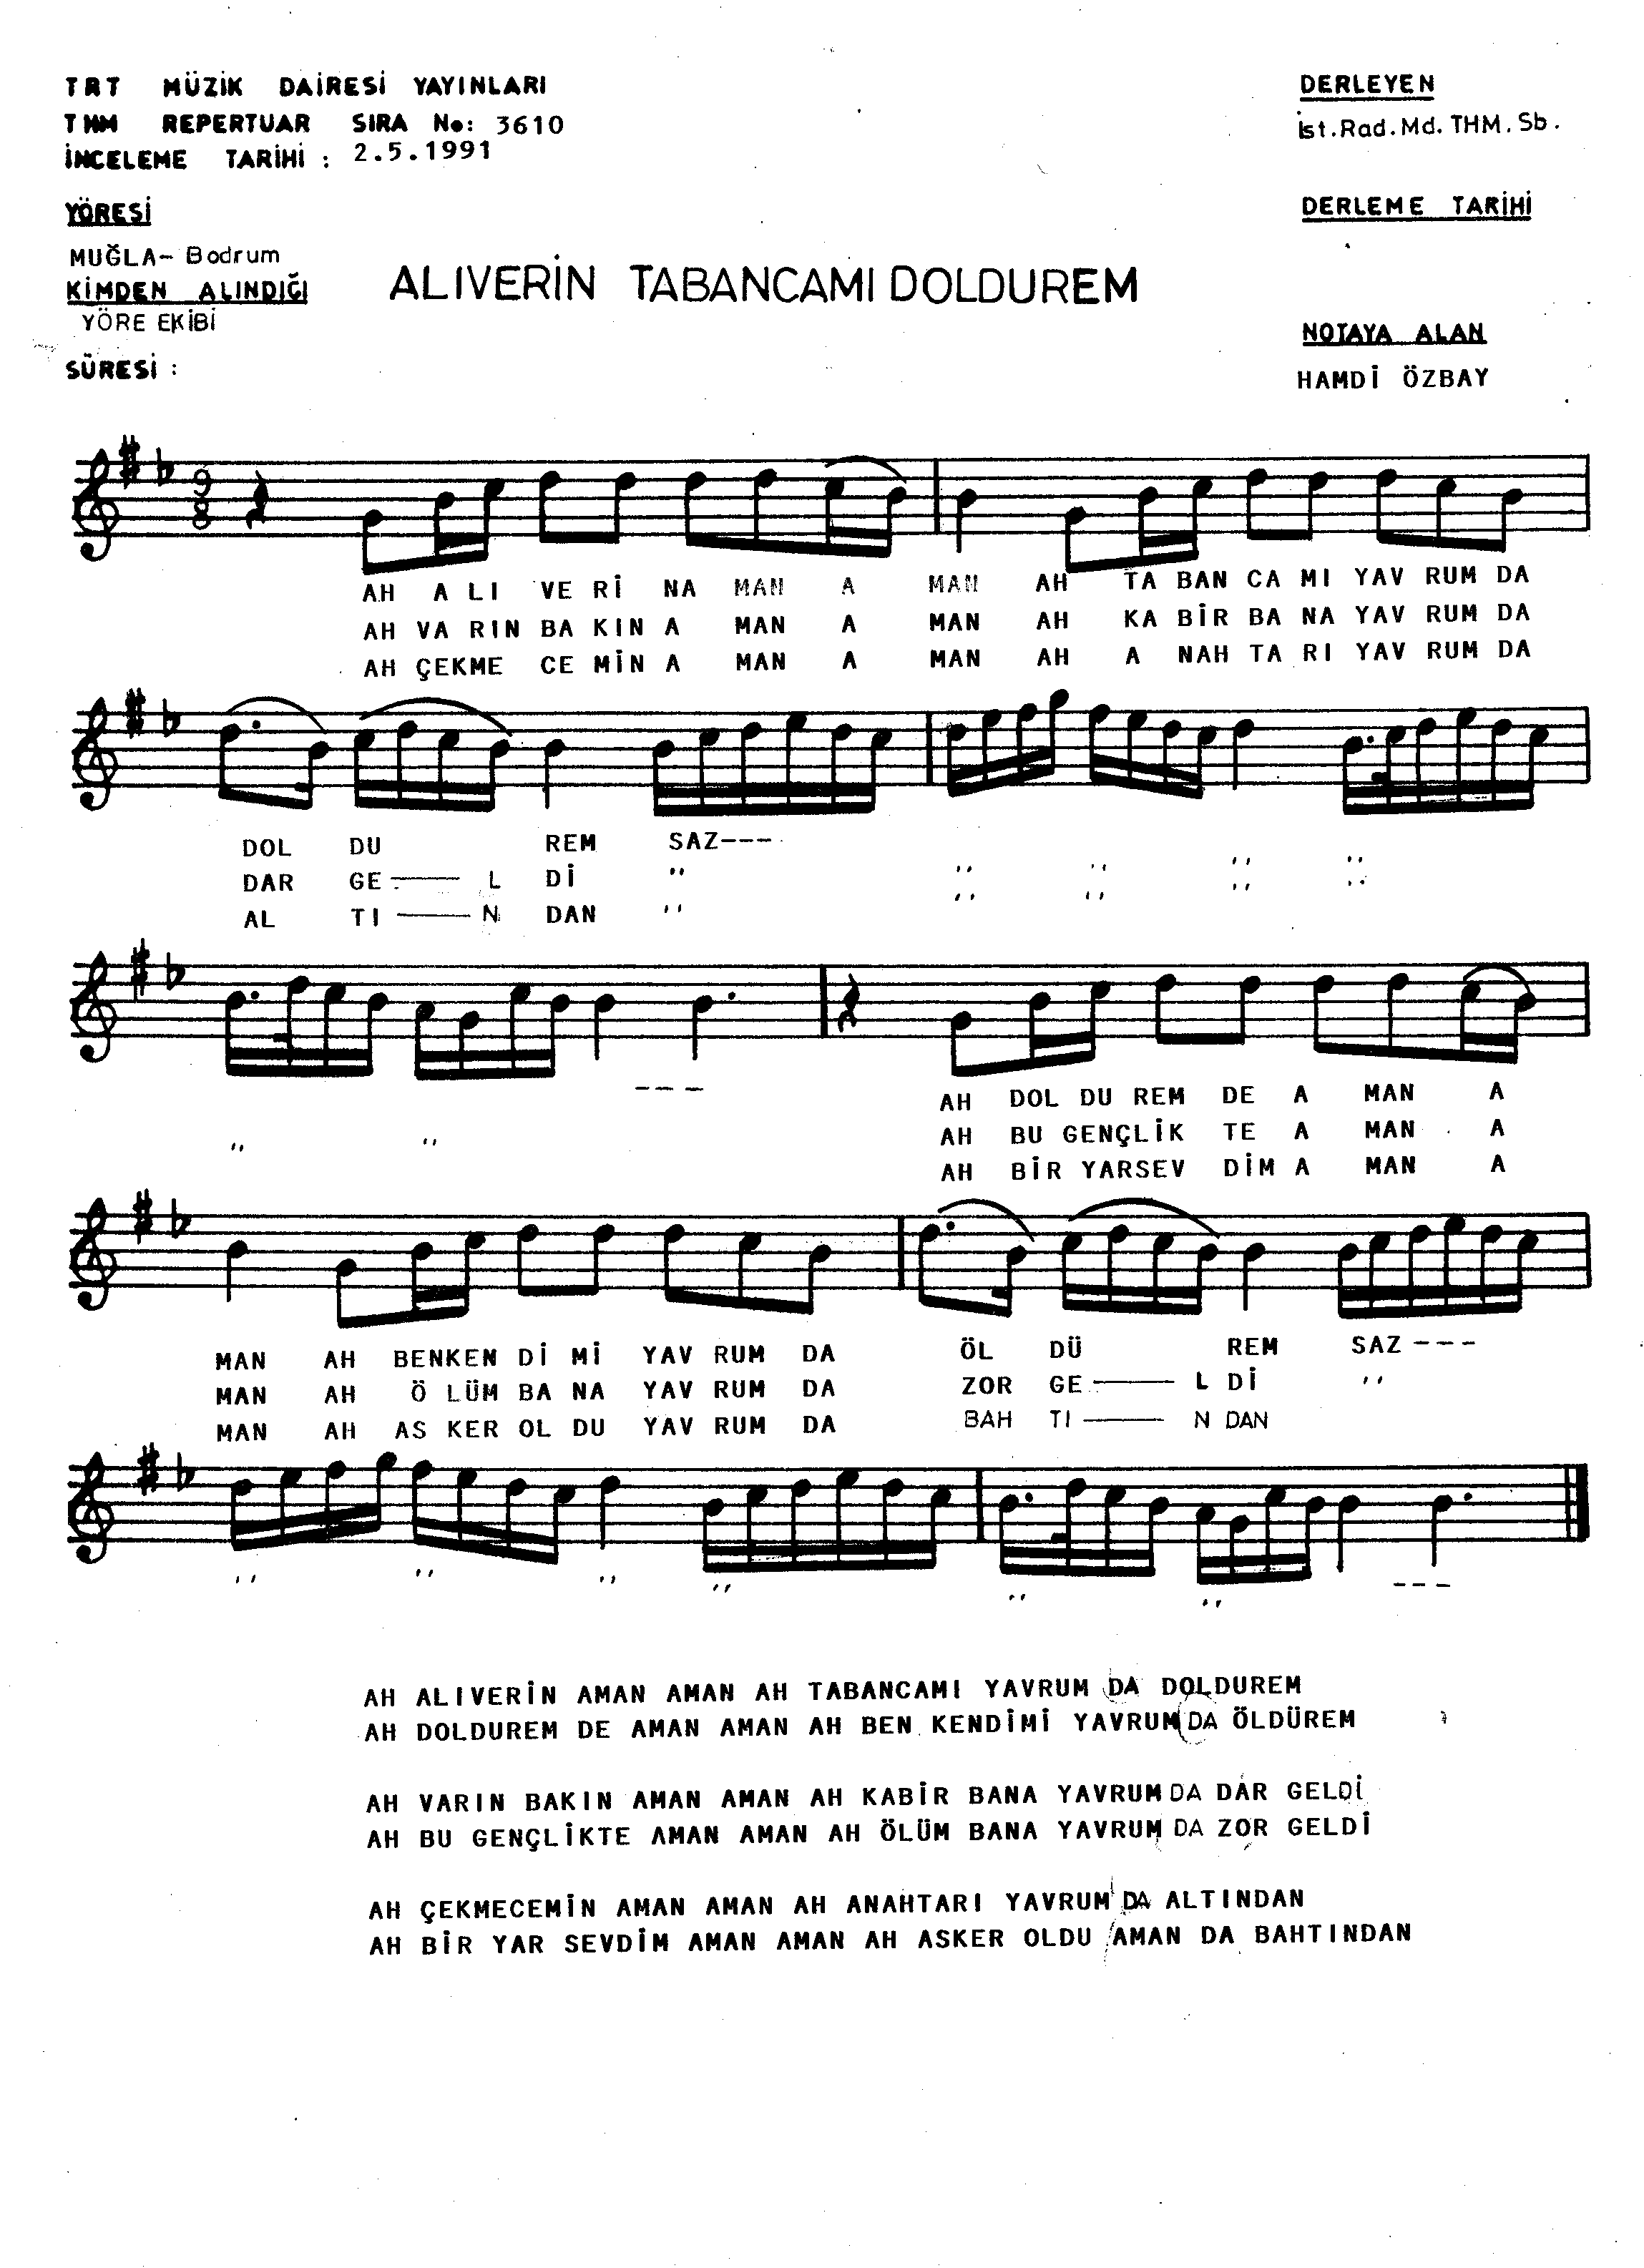 TRT MÜZİK DAİRESİ YAYINLARI
THM REPERTUAR SIRA No: 3610
İNCELEME TARİHİ : 2.5.1991
DERLEYEN
İst.Rad.Md.THM.Sb.
YÖRESİ
MUĞLA- Bodrum
DERLEME TARİHİ
KİMDEN ALINDIĞI
YÖRE EKİBİ
ALIVERİN TABANCAMI DOLDUREM
SÜRESİ :
NOTAYA ALAN
HAMDİ ÖZBAY
9
8
AH A LI VE Rİ NA MAN A MAN AH TA BAN CA MI YAV RUM DA
AH VA RIN BA KIN A MAN A MAN AH KA BİR BA NA YAV RUM DA
AH ÇEKME CE MİN A MAN A MAN AH A NAH TA RI YAV RUM DA
DOL DU REM SAZ---
DAR GE —— L Dİ '' '' '' '' ''
AL TI —— N DAN '' '' '' '' ''
---
'' ''
AH DOL DU REM DE A MAN A
AH BU GENÇLİK TE A MAN A
AH BİR YARSEV DİM A MAN A
MAN AH BENKEN Dİ Mİ YAV RUM DA ÖL DÜ REM SAZ ---
MAN AH Ö LÜM BA NA YAV RUM DA ZOR GE —— L Dİ ''
MAN AH AS KER OL DU YAV RUM DA BAH TI —— N DAN
'' '' '' '' '' '' ---
AH ALIVERİN AMAN AMAN AH TABANCAMI YAVRUM DA DOLDUREM
AH DOLDUREM DE AMAN AMAN AH BEN KENDİMİ YAVRUM DA ÖLDÜREM
AH VARIN BAKIN AMAN AMAN AH KABİR BANA YAVRUM DA DAR GELDİ
AH BU GENÇLİKTE AMAN AMAN AH ÖLÜM BANA YAVRUM DA ZOR GELDİ
AH ÇEKMECEMİN AMAN AMAN AH ANAHTARI YAVRUM DA ALTINDAN
AH BİR YAR SEVDİM AMAN AMAN AH ASKER OLDU AMAN DA BAHTINDAN